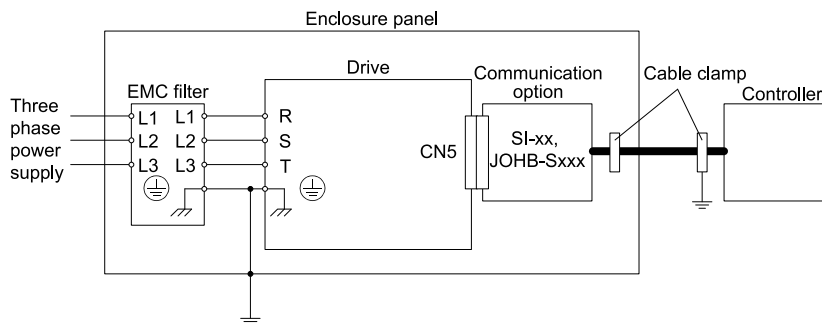 Enclosure panel
Three
phase
power
supply
EMC filter
L1 L1
L2 L2
L3 L3
Drive
R
S
T
CN5
Communication
option
SI-xx,
JOHB-Sxxx
Cable clamp
Controller